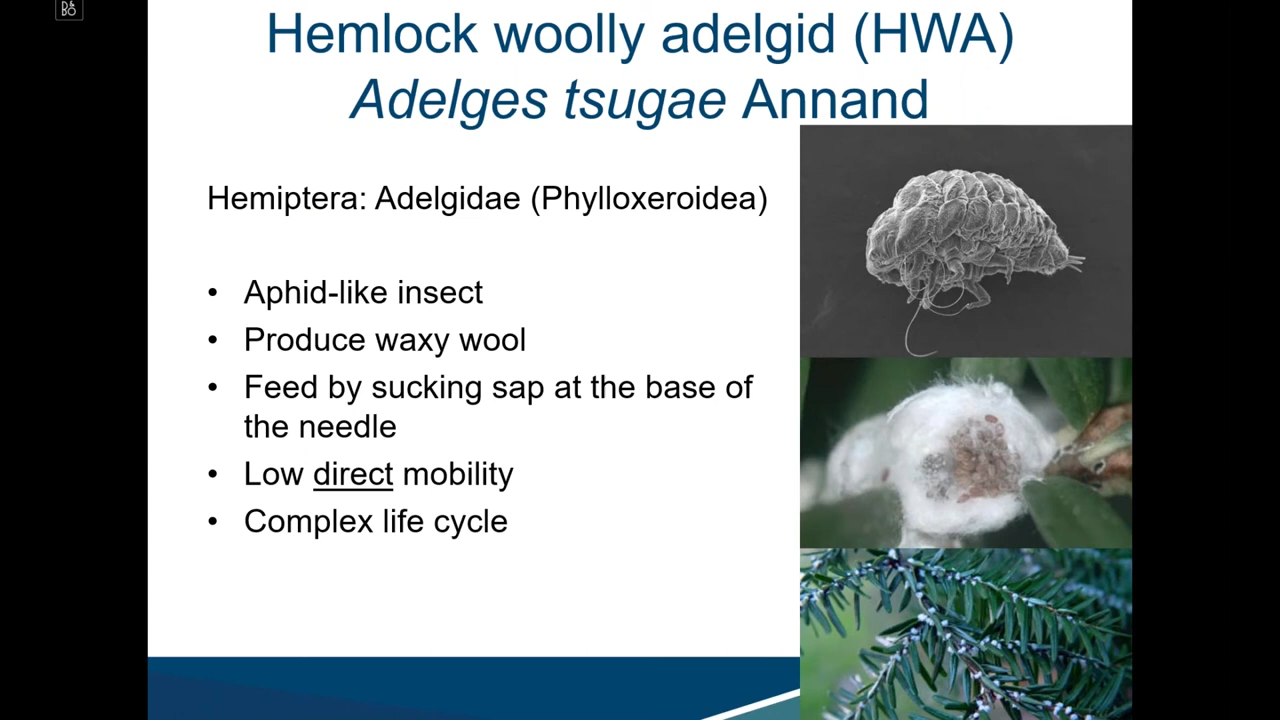 B&O
Hemlock woolly adelgid (HWA)
Adelges tsugae Annand
Hemiptera: Adelgidae (Phylloxeroidea)
• Aphid-like insect
• Produce waxy wool
• Feed by sucking sap at the base of
the needle
• Low direct mobility
• Complex life cycle